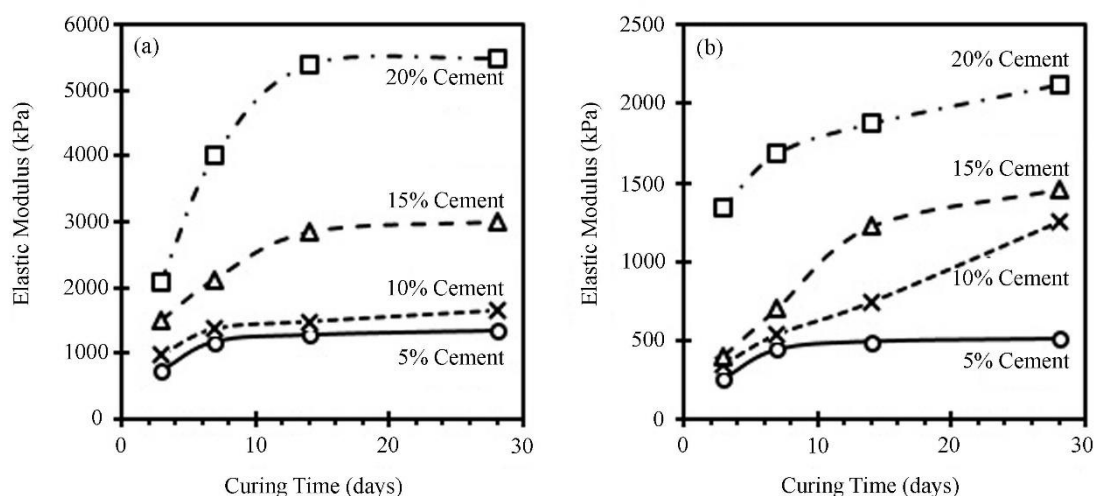 (a)
Elastic Modulus (kPa)
6000
5000
4000
3000
2000
1000
0
20% Cement
15% Cement
10% Cement
5% Cement
0
10
20
30
Curing Time (days)
(b)
Elastic Modulus (kPa)
2500
2000
1500
1000
500
0
20% Cement
15% Cement
10% Cement
5% Cement
0
10
20
30
Curing Time (days)